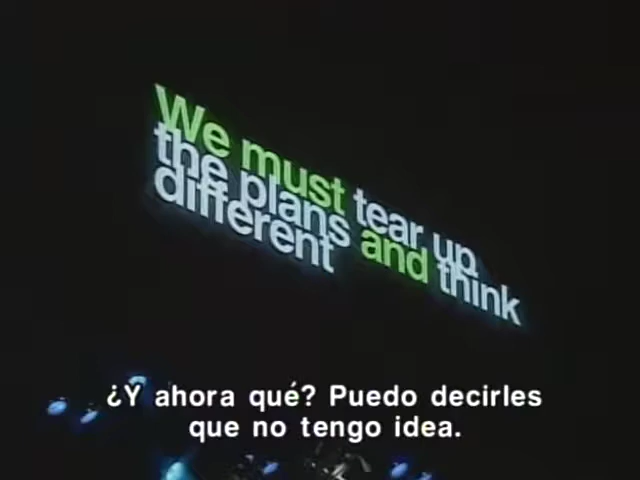 We must tear up
the plans and think
different
¿Y ahora qué? Puedo decirles
que no tengo idea.